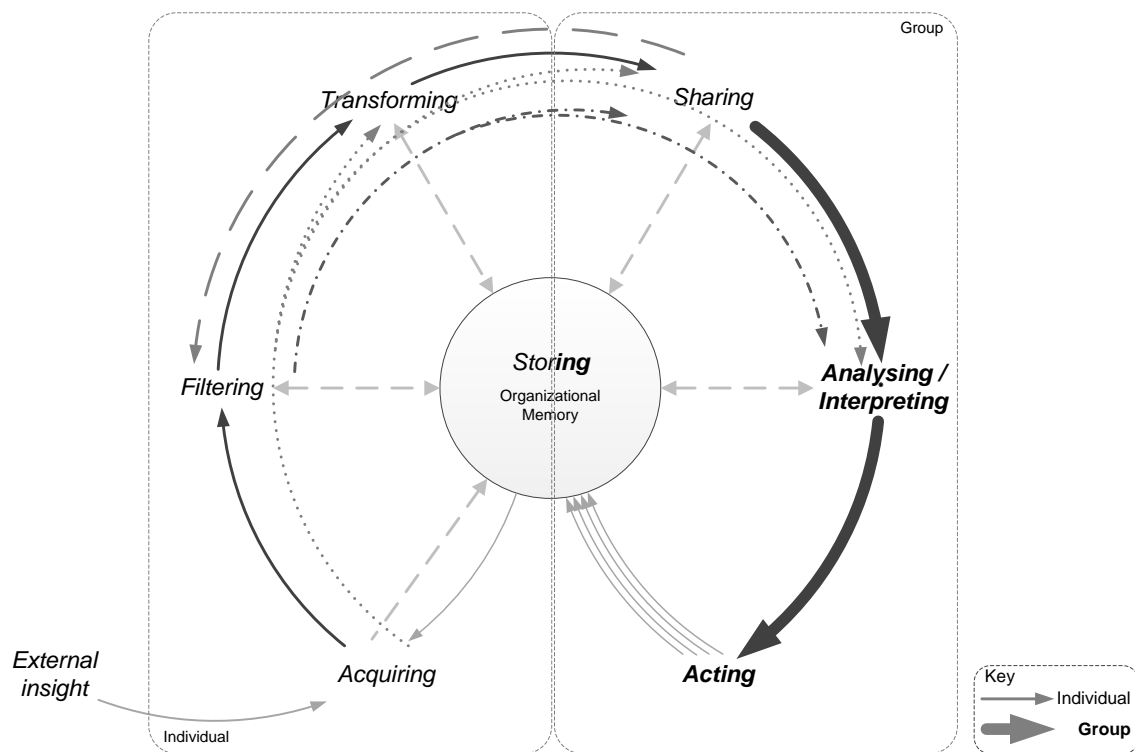 Group
Transforming
Sharing
Filtering
Storing
Organizational
Memory
Analysing /
Interpreting
External
insight
Acquiring
Acting
Individual
Key
Individual
Group